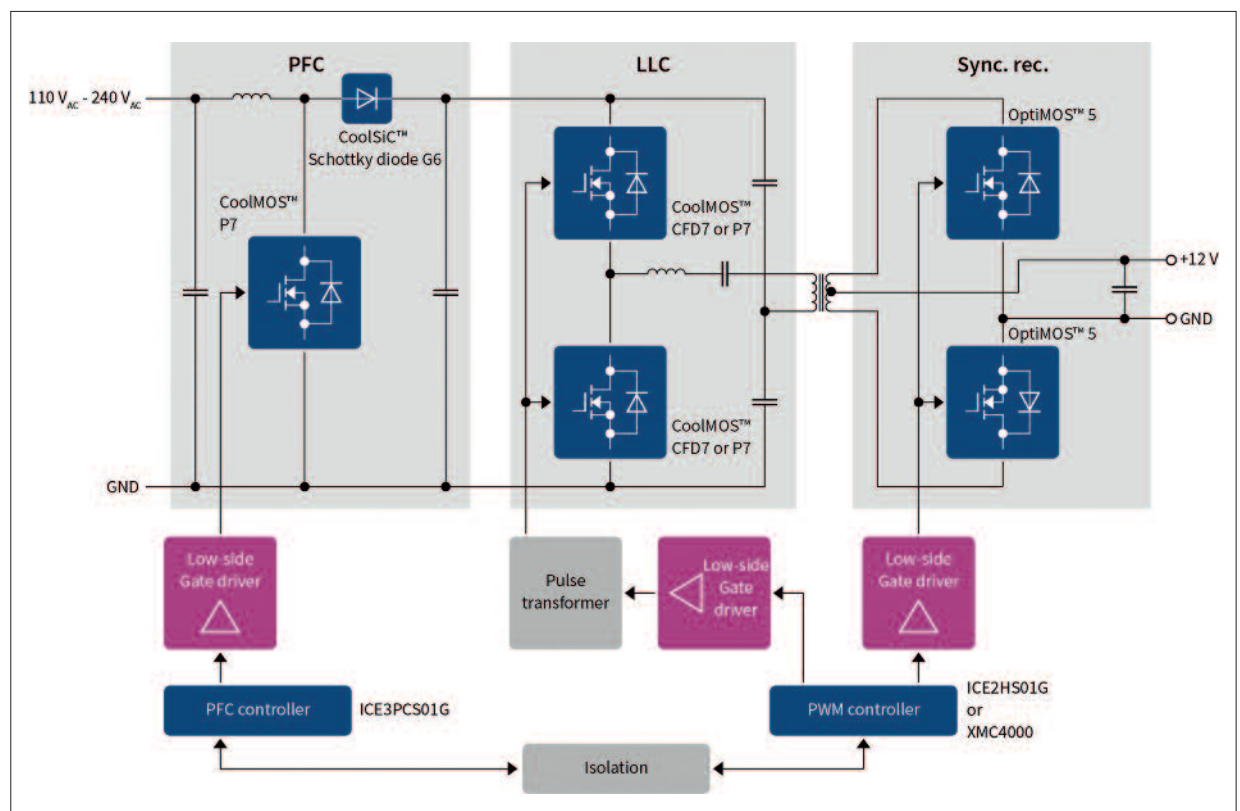 PFC
LLC
Sync. rec.
110 VAC - 240 VAC
CoolSiC™
Schottky diode G6
CoolMOS™
P7
CoolMOS™
CFD7 or P7
CoolMOS™
CFD7 or P7
OptiMOS™ 5
+12 V
GND
OptiMOS™ 5
GND
Low-side
Gate driver
Pulse
transformer
Low-side
Gate
driver
Low-side
Gate driver
PFC controller
ICE3PCS01G
PWM controller
ICE2HS01G
or
XMC4000
Isolation